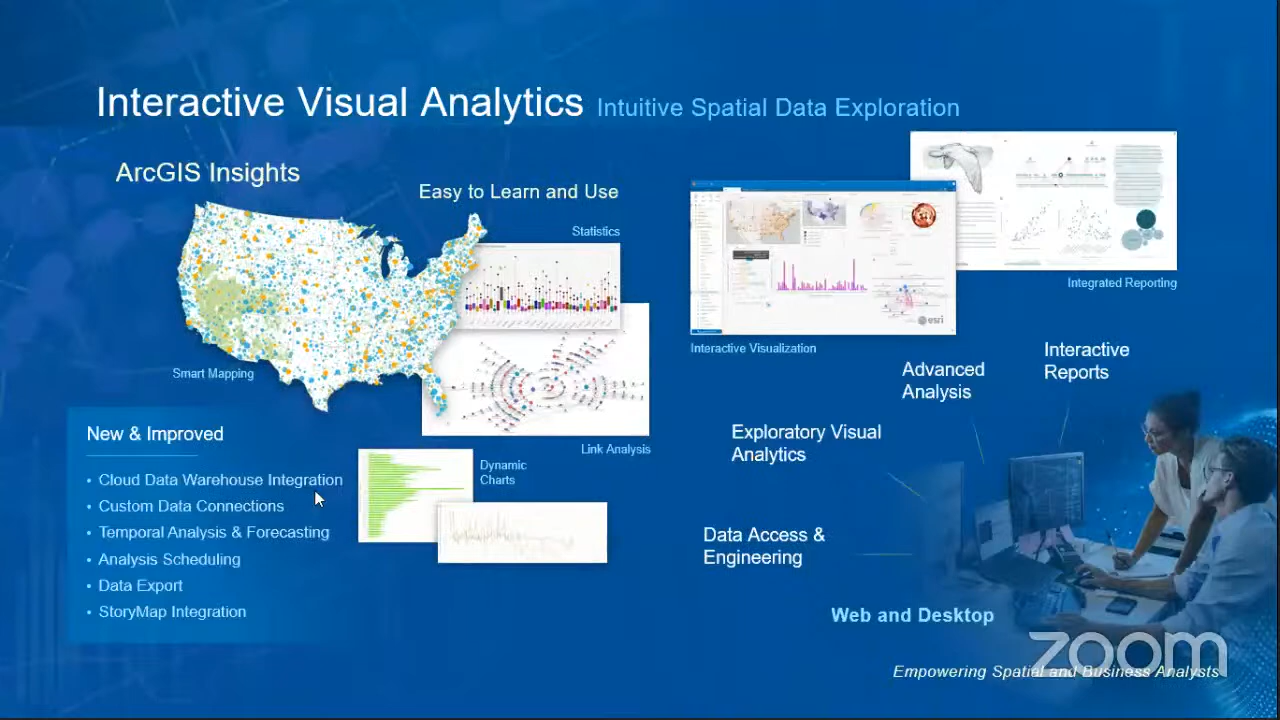 Interactive Visual Analytics Intuitive Spatial Data Exploration
ArcGIS Insights
Easy to Learn and Use
Statistics
Smart Mapping
Link Analysis
Dynamic
Charts
New & Improved
• Cloud Data Warehouse Integration
• Custom Data Connections
• Temporal Analysis & Forecasting
• Analysis Scheduling
• Data Export
• StoryMap Integration
esri
Interactive Visualization
Integrated Reporting
Advanced
Analysis
Interactive
Reports
Exploratory Visual
Analytics
Data Access &
Engineering
Web and Desktop
zoom
Empowering Spatial and Business Analysts